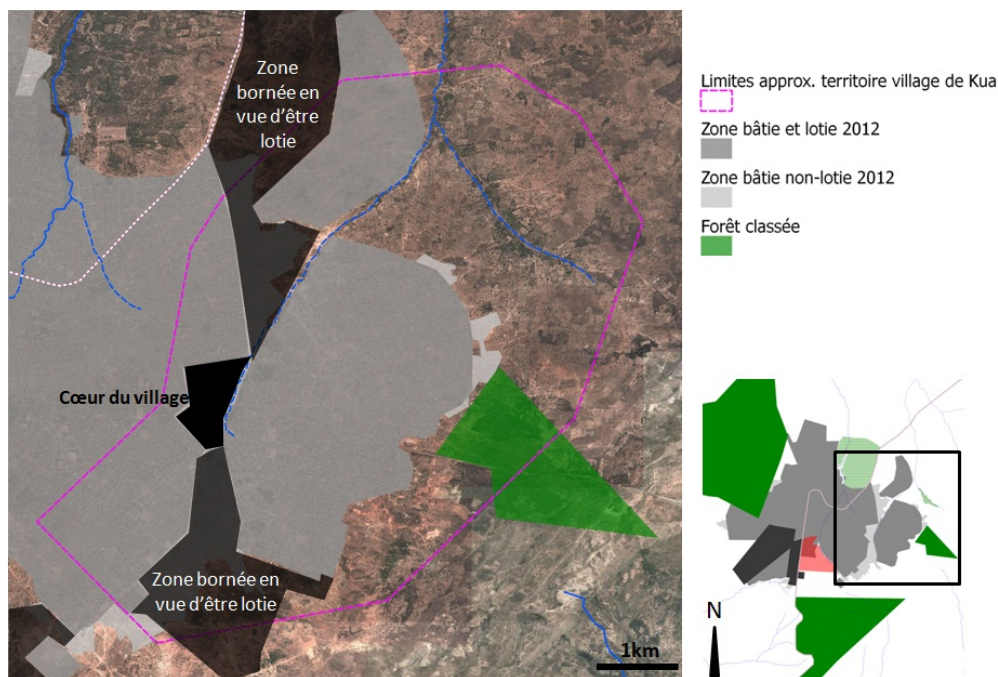 Zone
bornée en
vue d'être
lotie
Cœur du village
Zone bornée en
vue d'être lotie
1km
Limites approx. territoire village de Kua
Zone bâtie et lotie 2012
Zone bâtie non-lotie 2012
Forêt classée
N